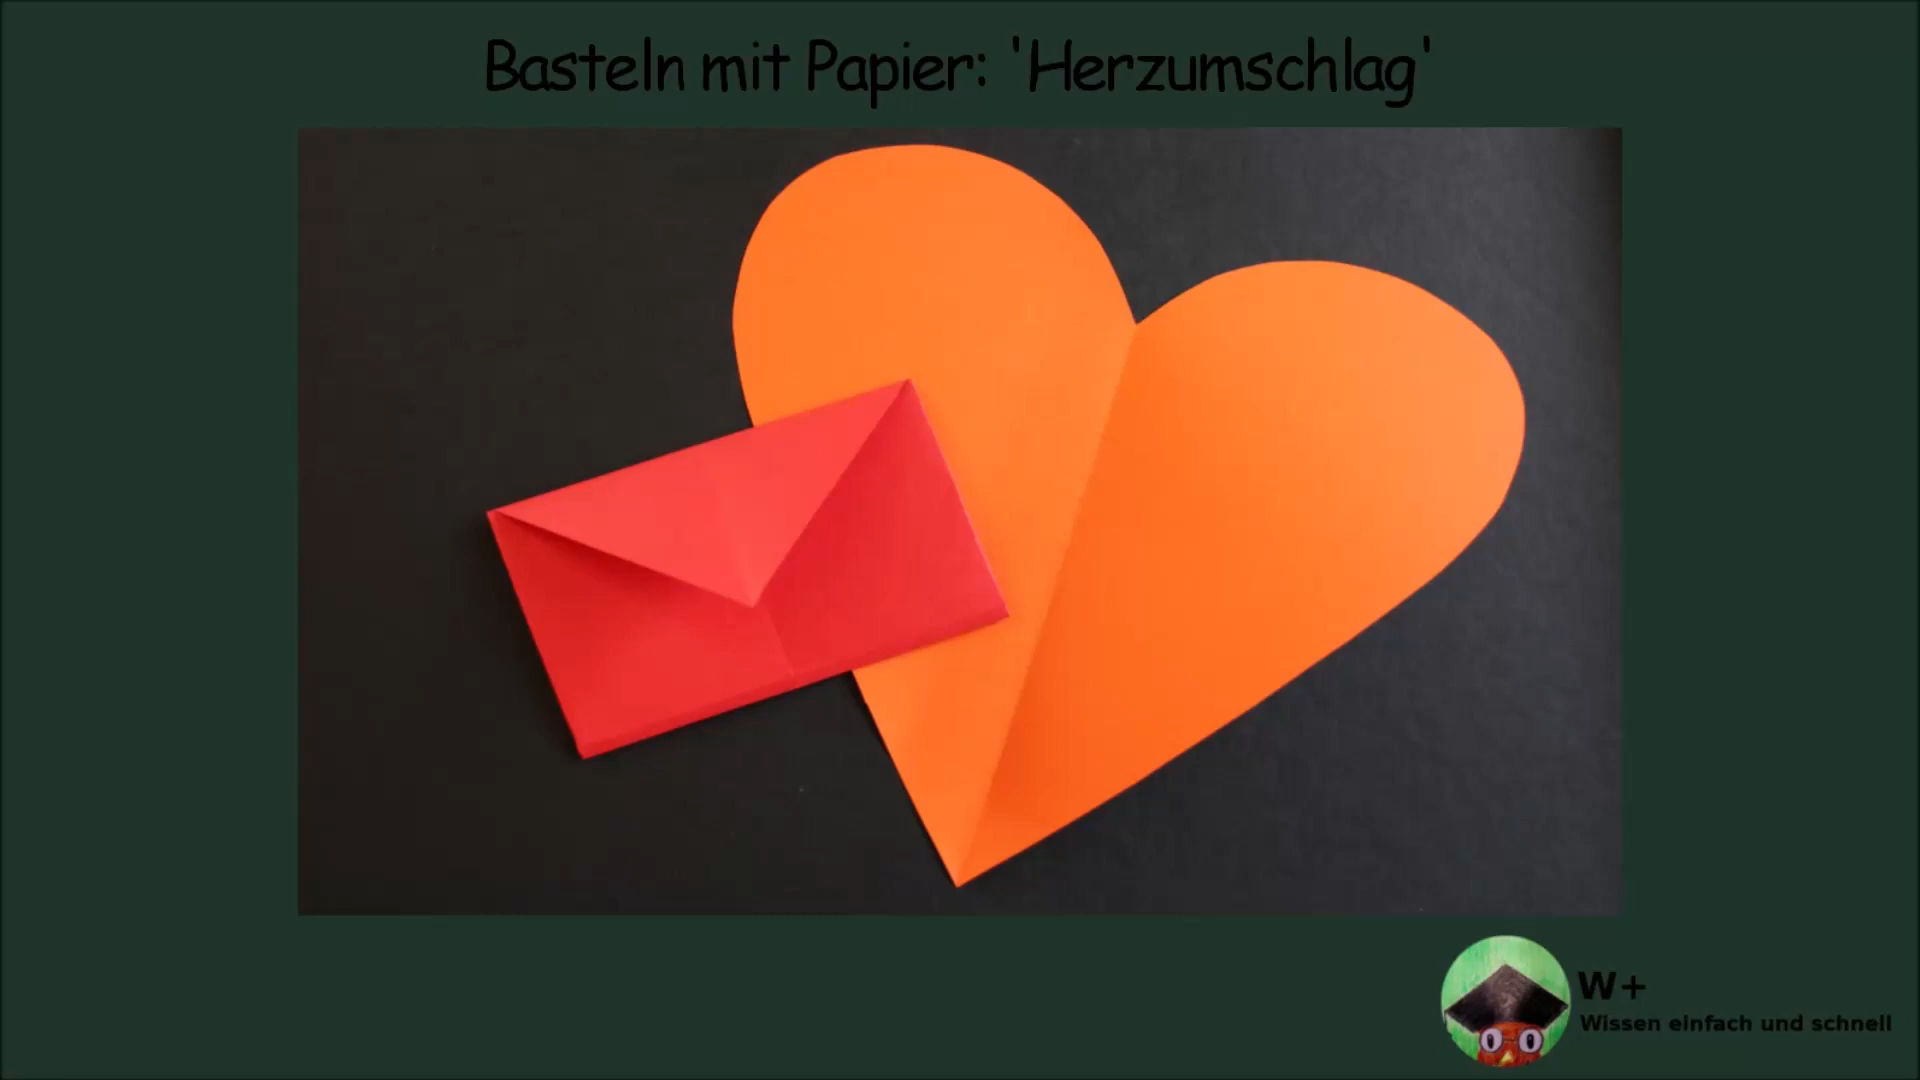 Basteln mit Papier: 'Herzumschlag'
W+
Wissen einfach und schnell